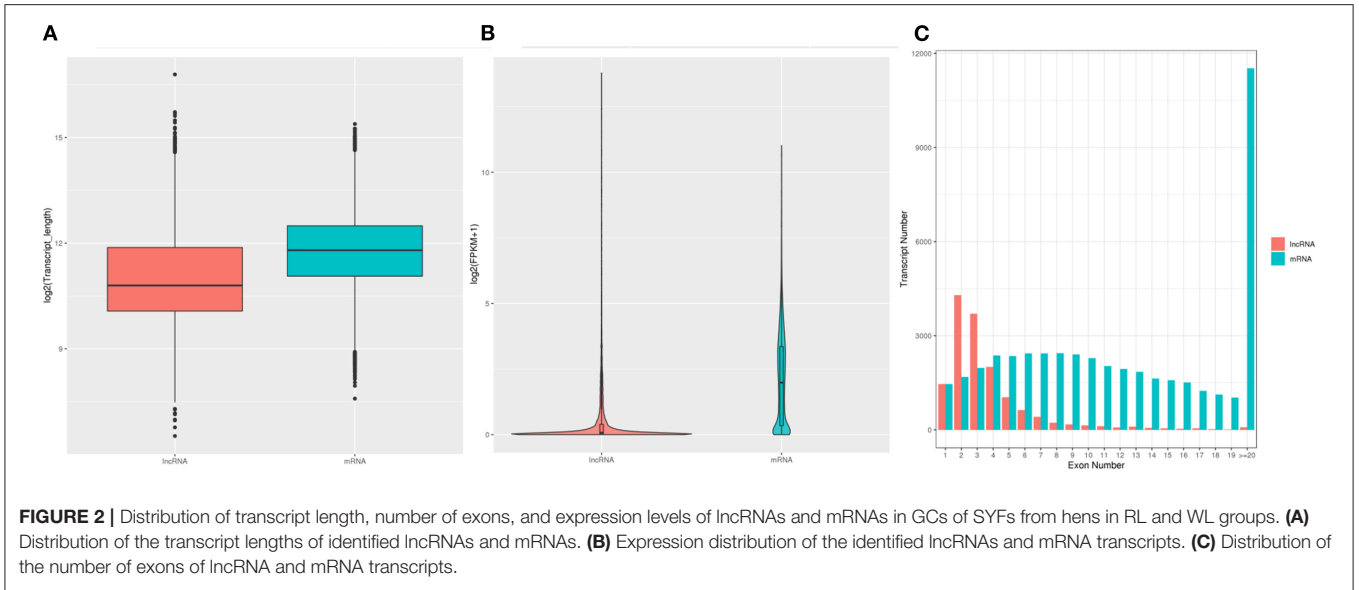 A
B
C
log2(Transcript_length)
15
12
9
lncRNA
mRNA
log2(FPKM+1)
10
5
0
lncRNA
mRNA
Transcript Number
12000
9000
6000
3000
0
1 2 3 4 5 6 7 8 9 10 11 12 13 14 15 16 17 18 19 >=20
Exon Number
lncRNA
mRNA
FIGURE 2 | Distribution of transcript length, number of exons, and expression levels of lncRNAs and mRNAs in GCs of SYFs from hens in RL and WL groups. (A)
Distribution of the transcript lengths of identified lncRNAs and mRNAs. (B) Expression distribution of the identified lncRNAs and mRNA transcripts. (C) Distribution of
the number of exons of lncRNA and mRNA transcripts.